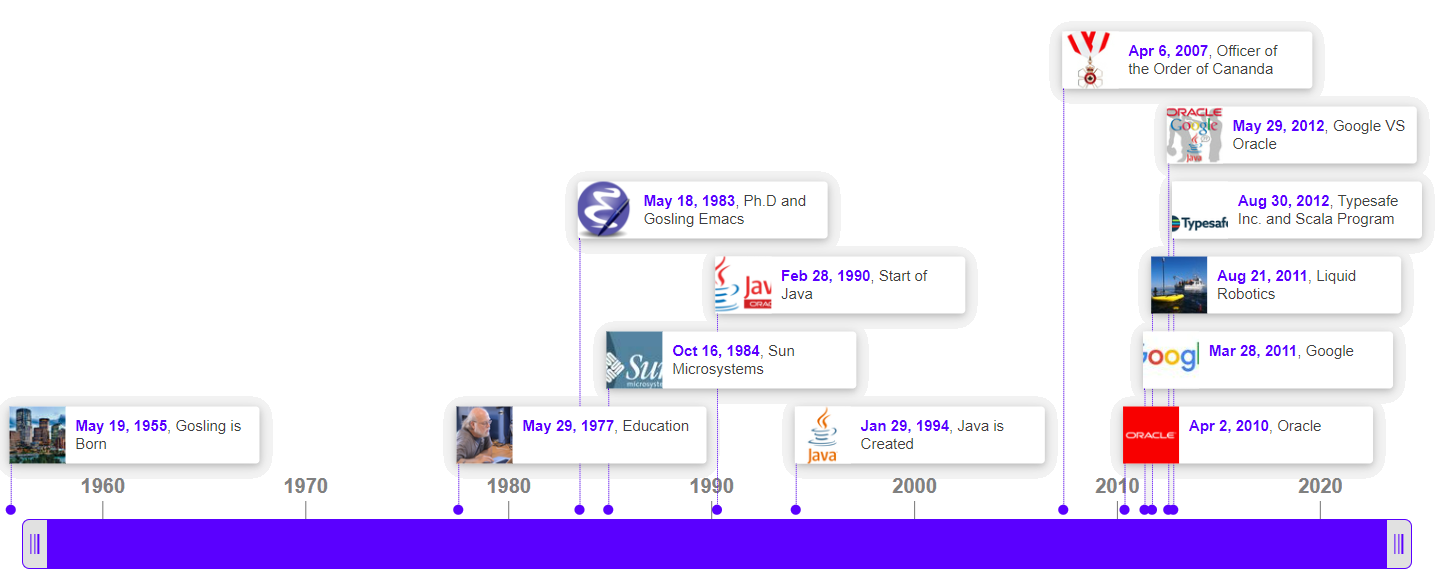 Apr 6, 2007, Officer of
the Order of Cananda
ORACLE
Google
Java
May 29, 2012, Google VS
Oracle
May 18, 1983, Ph.D and
Gosling Emacs
Typesafe
Aug 30, 2012, Typesafe
Inc. and Scala Program
Jav
ORAC
Feb 28, 1990, Start of
Java
Aug 21, 2011, Liquid
Robotics
Sun
microsyste
Oct 16, 1984, Sun
Microsystems
Googl
Mar 28, 2011, Google
May 19, 1955, Gosling is
Born
May 29, 1977, Education
Java
Jan 29, 1994, Java is
Created
ORACLE
Apr 2, 2010, Oracle
1960 1970 1980 1990 2000 2010 2020